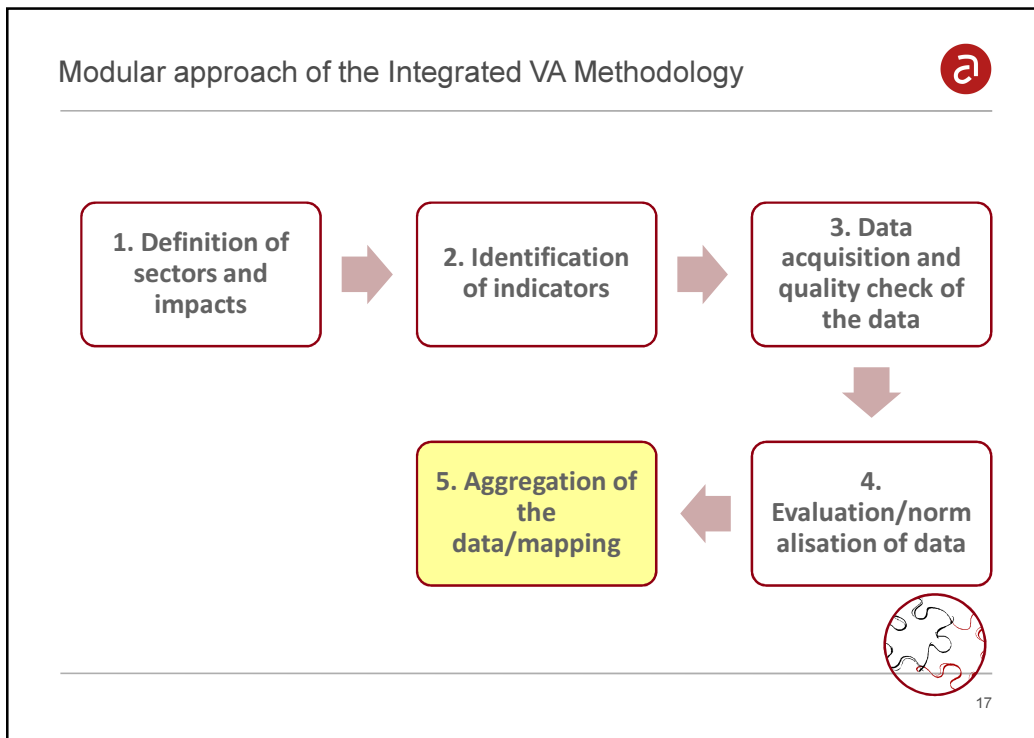 Modular approach of the Integrated VA Methodology
1. Definition of
sectors and
impacts
2. Identification
of indicators
3. Data
acquisition and
quality check of
the data
5. Aggregation of
the
data/mapping
4.
Evaluation/norm
alisation of data
17